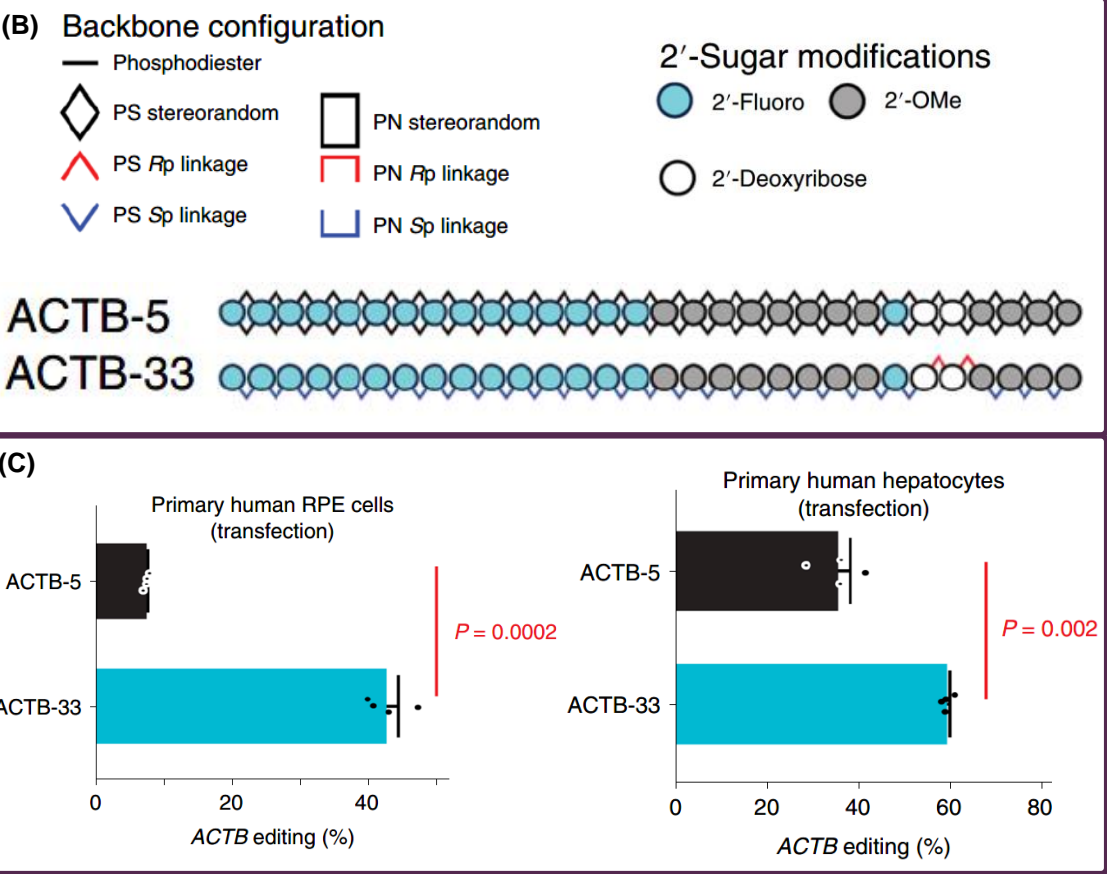 (B) Backbone configuration
Phosphodiester
PS stereorandom
PS Rp linkage
PS Sp linkage
PN stereorandom
PN Rp linkage
PN Sp linkage
2′-Sugar modifications
2′-Fluoro
2′-OMe
2′-Deoxyribose
ACTB-5
ACTB-33
(C)
Primary human RPE cells
(transfection)
ACTB-5
ACTB-33
P = 0.0002
0 20 40
ACTB editing (%)
Primary human hepatocytes
(transfection)
ACTB-5
ACTB-33
P = 0.002
0 20 40 60 80
ACTB editing (%)